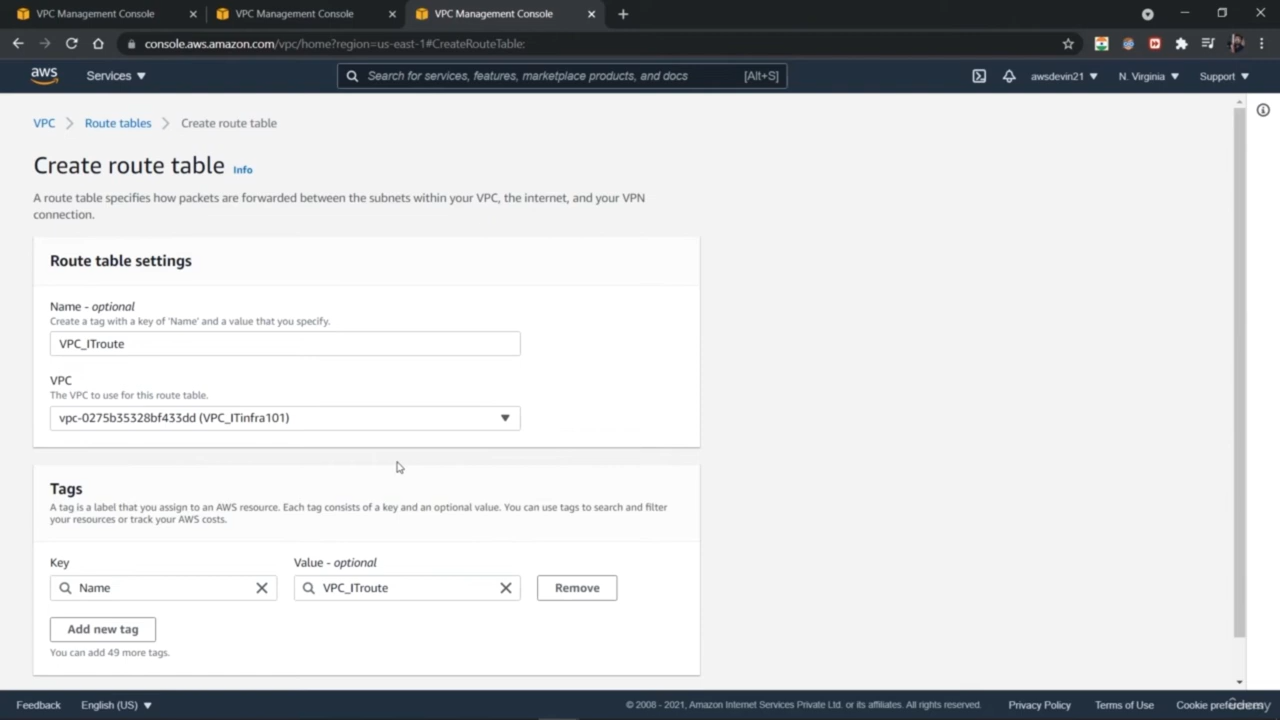 VPC Management Console
VPC Management Console
VPC Management Console
console.aws.amazon.com/vpc/home?region=us-east-1#CreateRouteTable:
aws
Services
Search for services, features, marketplace products, and docs
[Alt+S]
awsdevin21
N. Virginia
Support
VPC
Route tables
Create route table
Create route table
Info
A route table specifies how packets are forwarded between the subnets within your VPC, the internet, and your VPN
connection.
Route table settings
Name - optional
Create a tag with a key of 'Name' and a value that you specify.
VPC_ITroute
VPC
The VPC to use for this route table.
vpc-0275b35328bf433dd (VPC_ITinfra101)
Tags
A tag is a label that you assign to an AWS resource. Each tag consists of a key and an optional value. You can use tags to search and filter
your resources or track your AWS costs.
Key
Value - optional
Name
VPC_ITroute
Remove
Add new tag
You can add 49 more tags.
Feedback
English (US)
© 2008 - 2021, Amazon Internet Services Private Ltd. or its affiliates. All rights reserved.
Privacy Policy
Terms of Use
Cookie preferences